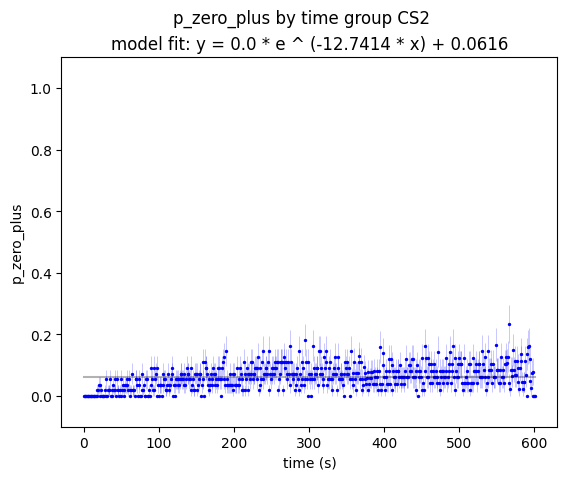 p_zero_plus by time group CS2
model fit: y = 0.0 * e ^ (-12.7414 * x) + 0.0616
1.0
0.8
0.6
0.4
0.2
0.0
p_zero_plus
0 100 200 300 400 500 600
time (s)